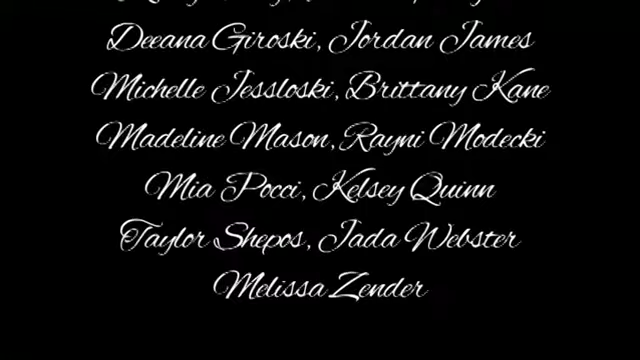 Deeana Giroski, Jordan James
Michelle Jessloski, Brittany Kane
Madeline Mason, Rayni Modecki
Mia Pocci, Kelsey Quinn
Taylor Shepos, Jada Webster
Melissa Zender